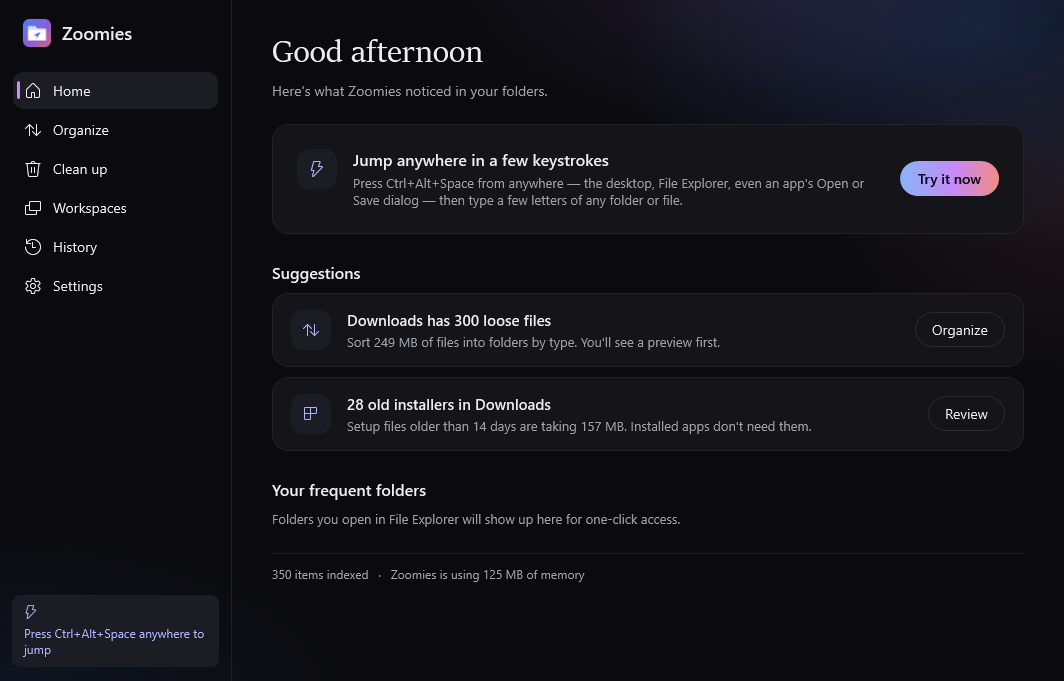 Zoomies
Home
Organize
Clean up
Workspaces
History
Settings
Press Ctrl+Alt+Space anywhere to
jump
Good afternoon
Here's what Zoomies noticed in your folders.
Jump anywhere in a few keystrokes
Press Ctrl+Alt+Space from anywhere — the desktop, File Explorer, even an app's Open or
Save dialog — then type a few letters of any folder or file.
Try it now
Suggestions
Downloads has 300 loose files
Sort 249 MB of files into folders by type. You'll see a preview first.
Organize
28 old installers in Downloads
Setup files older than 14 days are taking 157 MB. Installed apps don't need them.
Review
Your frequent folders
Folders you open in File Explorer will show up here for one-click access.
350 items indexed · Zoomies is using 125 MB of memory